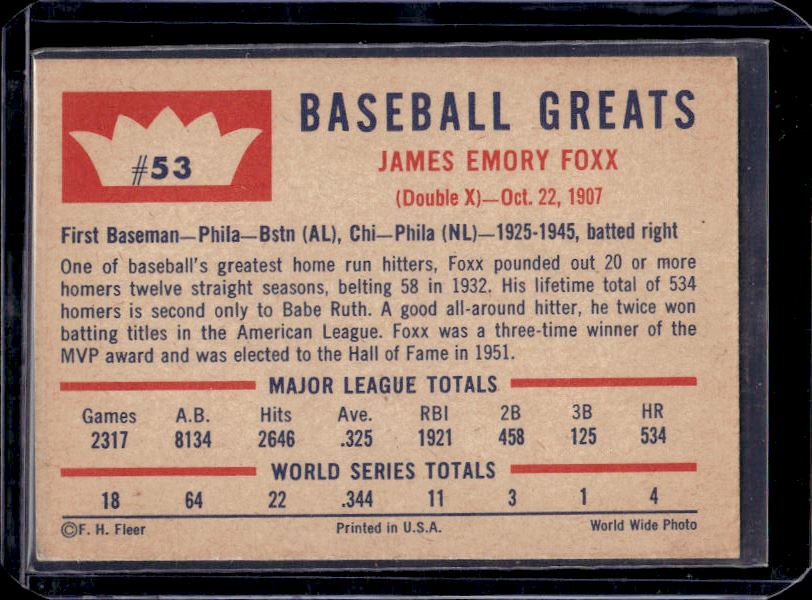 #53
BASEBALL GREATS
JAMES EMORY FOXX
(Double X)—Oct. 22, 1907
First Baseman—Phila—Bstn (AL), Chi—Phila (NL)—1925-1945, batted right
One of baseball's greatest home run hitters, Foxx pounded out 20 or more
homers twelve straight seasons, belting 58 in 1932. His lifetime total of 534
homers is second only to Babe Ruth. A good all-around hitter, he twice won
batting titles in the American League. Foxx was a three-time winner of the
MVP award and was elected to the Hall of Fame in 1951.
MAJOR LEAGUE TOTALS
Games A.B. Hits Ave. RBI 2B 3B HR
2317 8134 2646 .325 1921 458 125 534
WORLD SERIES TOTALS
18 64 22 .344 11 3 1 4
©F. H. Fleer Printed in U.S.A. World Wide Photo